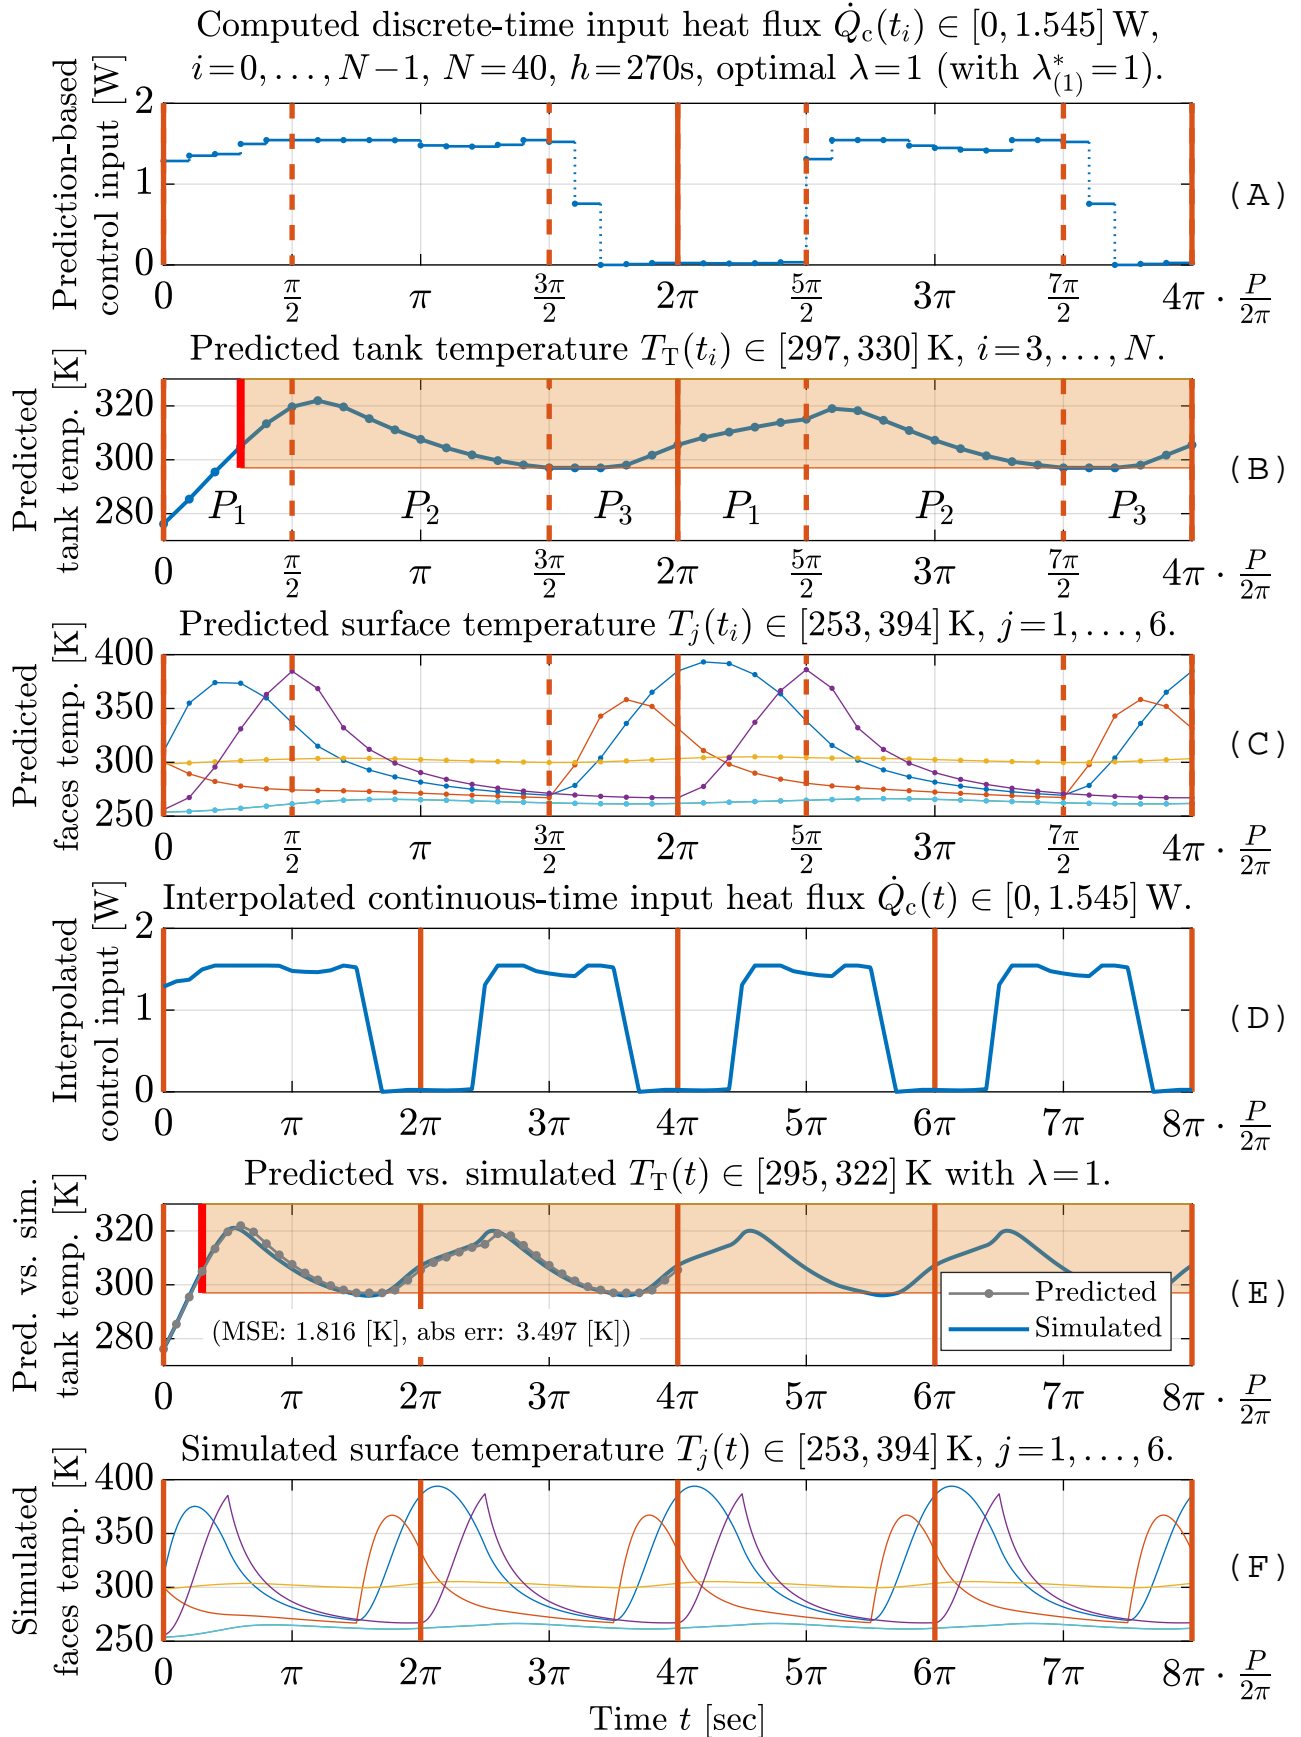 Computed discrete-time input heat flux Q̇c(ti) ∈ [0, 1.545] W,
i=0, …, N−1, N=40, h=270s, optimal λ=1 (with λ*(1)=1).
Prediction-based
control input [W]
2
1
0
0 π/2 π 3π/2 2π 5π/2 3π 7π/2 4π · P/2π
(A)
Predicted tank temperature TT(ti) ∈ [297, 330] K, i=3, …, N.
Predicted
tank temp. [K]
320
300
280
P1 P2 P3 P1 P2 P3
0 π/2 π 3π/2 2π 5π/2 3π 7π/2 4π · P/2π
(B)
Predicted surface temperature Tj(ti) ∈ [253, 394] K, j=1, …, 6.
Predicted
faces temp. [K]
400
350
300
250
0 π/2 π 3π/2 2π 5π/2 3π 7π/2 4π · P/2π
(C)
Interpolated continuous-time input heat flux Q̇c(t) ∈ [0, 1.545] W.
Interpolated
control input [W]
2
1
0
0 π 2π 3π 4π 5π 6π 7π 8π · P/2π
(D)
Predicted vs. simulated TT(t) ∈ [295, 322] K with λ=1.
Pred. vs. sim.
tank temp. [K]
320
300
280
(MSE: 1.816 [K], abs err: 3.497 [K])
Predicted
Simulated
0 π 2π 3π 4π 5π 6π 7π 8π · P/2π
(E)
Simulated surface temperature Tj(t) ∈ [253, 394] K, j=1, …, 6.
Simulated
faces temp. [K]
400
350
300
250
0 π 2π 3π 4π 5π 6π 7π 8π · P/2π
(F)
Time t [sec]